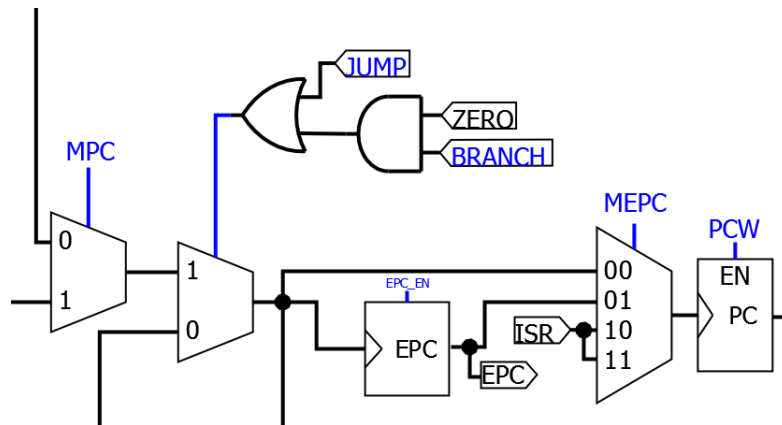 JUMP
ZERO
BRANCH
MPC
0
1
1
0
EPC_EN
EPC
EPC
ISR
MEPC
00
01
10
11
PCW
EN
PC